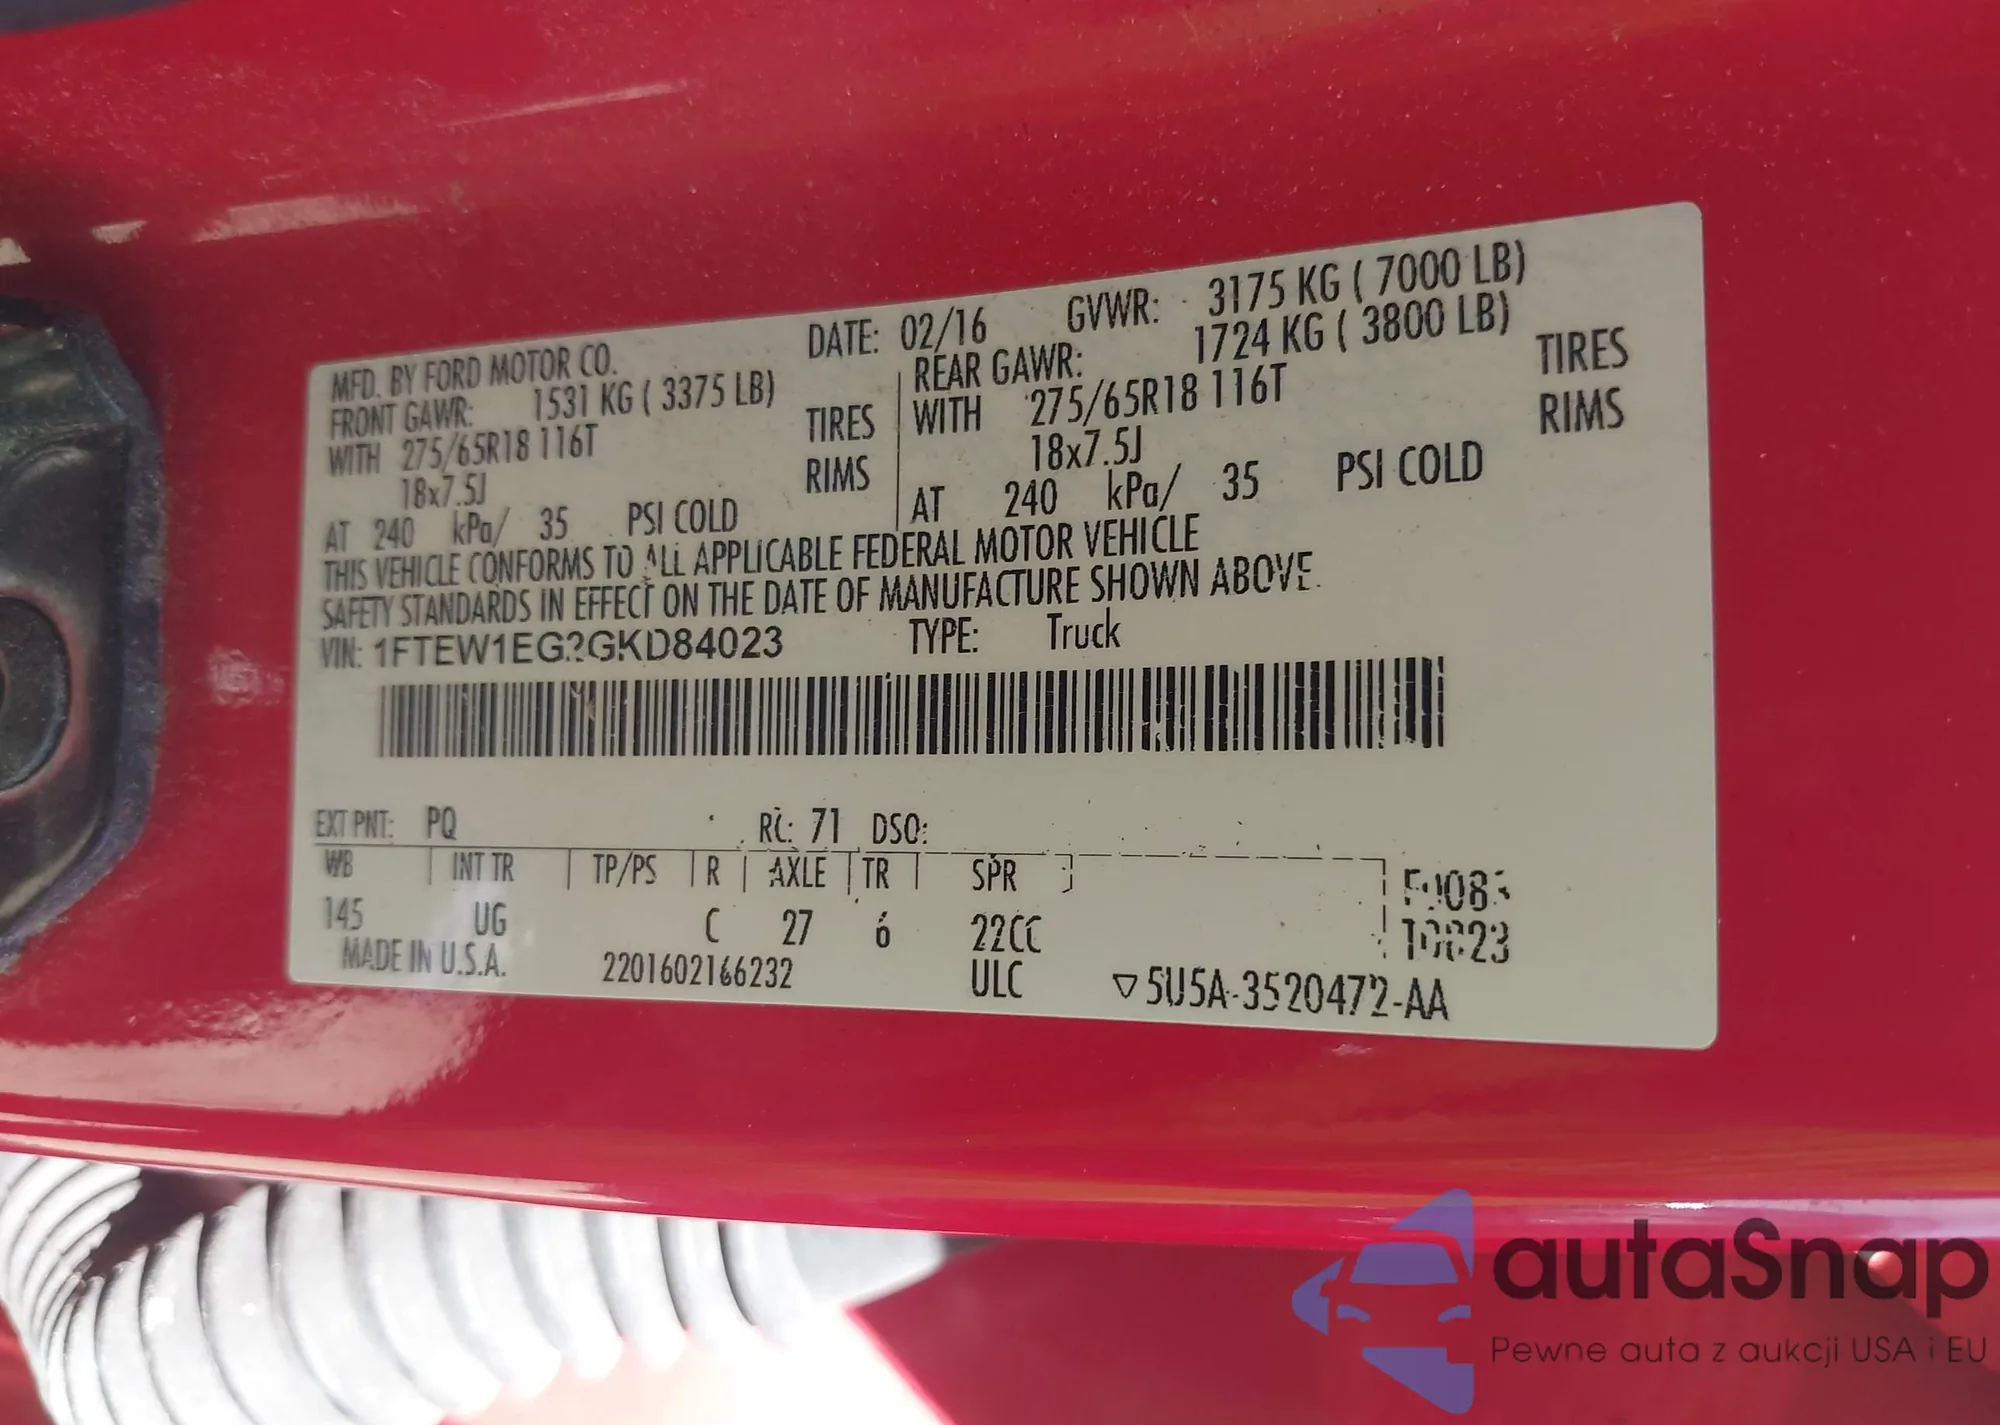 MFD. BY FORD MOTOR CO.
DATE: 02/16 GVWR: 3175 KG ( 7000 LB)
FRONT GAWR: 1531 KG ( 3375 LB)
REAR GAWR: 1724 KG ( 3800 LB)
WITH 275/65R18 116T TIRES
WITH 275/65R18 116T TIRES
18x7.5J RIMS
18x7.5J RIMS
AT 240 kPa/ 35 PSI COLD
AT 240 kPa/ 35 PSI COLD
THIS VEHICLE CONFORMS TO ALL APPLICABLE FEDERAL MOTOR VEHICLE
SAFETY STANDARDS IN EFFECT ON THE DATE OF MANUFACTURE SHOWN ABOVE.
VIN: TYPE: Truck
EXT PNT: PQ RC: 71 DSO:
WB INT TR TP/PS R AXLE TR SPR
145 UG C 27 6 22CC
MADE IN U.S.A. 2201602166232 ULC ▽5U5A-3520472-AA
autaSnap
Pewne auta z aukcji USA i EU